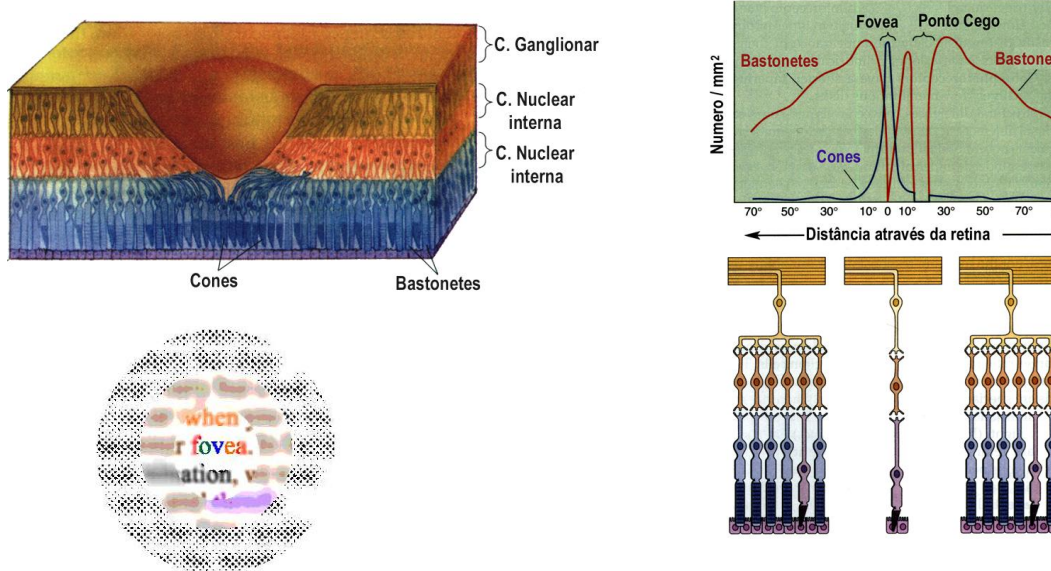 C. Ganglionar
C. Nuclear
interna
C. Nuclear
interna
Cones
Bastonetes
when
r fovea.
ation, w
Fovea
Ponto Cego
Bastonetes
Bastone
Numero / mm²
Cones
70° 50° 30° 10° 0 10° 30° 50° 70°
Distância através da retina